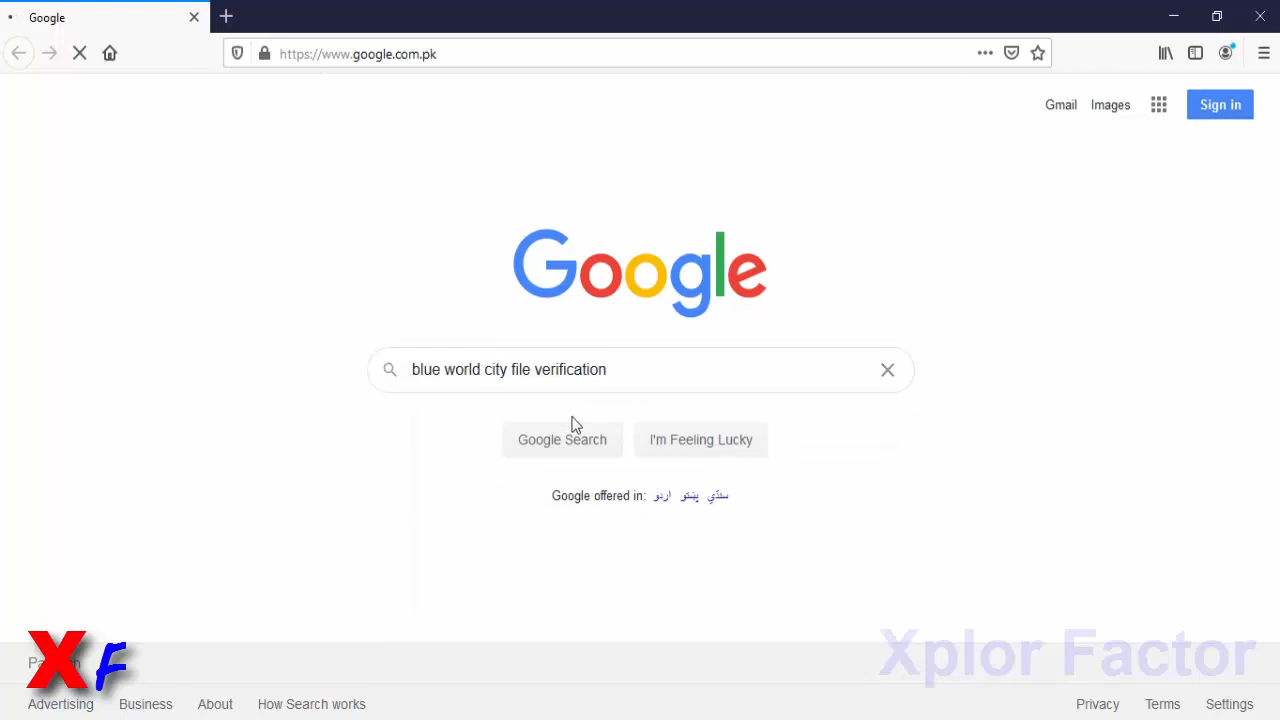 Google
https://www.google.com.pk
Gmail Images Sign in
Google
blue world city file verification
Google Search I'm Feeling Lucky
Google offered in: اردو پښتو سنڌي
XF
Xplor Factor
Advertising Business About How Search works Privacy Terms Settings